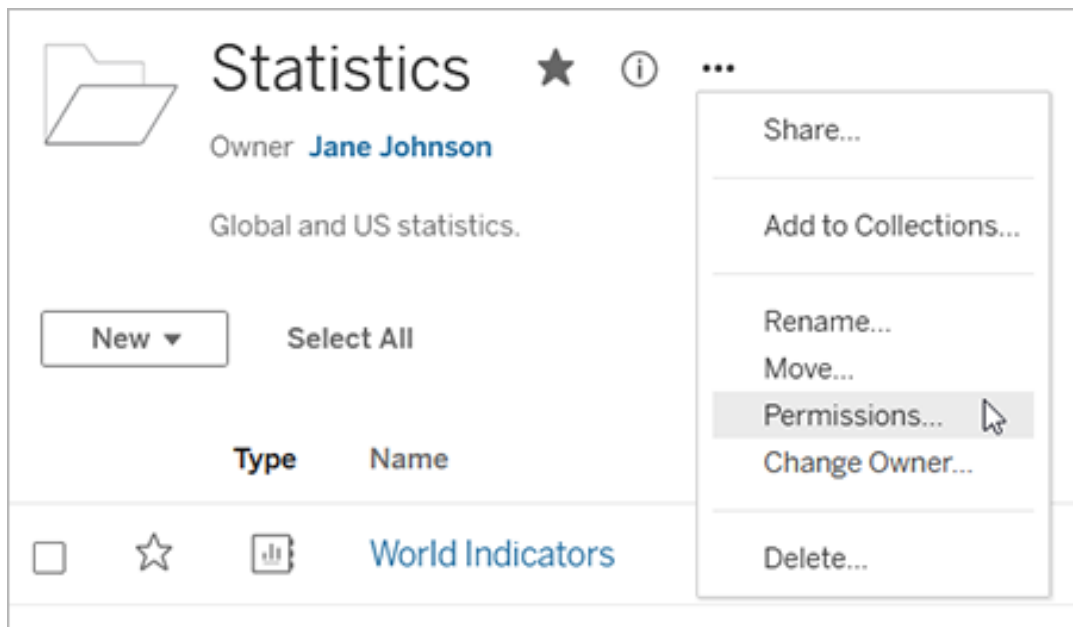 Statistics
Owner Jane Johnson
Global and US statistics.
New
Select All
Type Name
World Indicators
Share...
Add to Collections...
Rename...
Move...
Permissions...
Change Owner...
Delete...